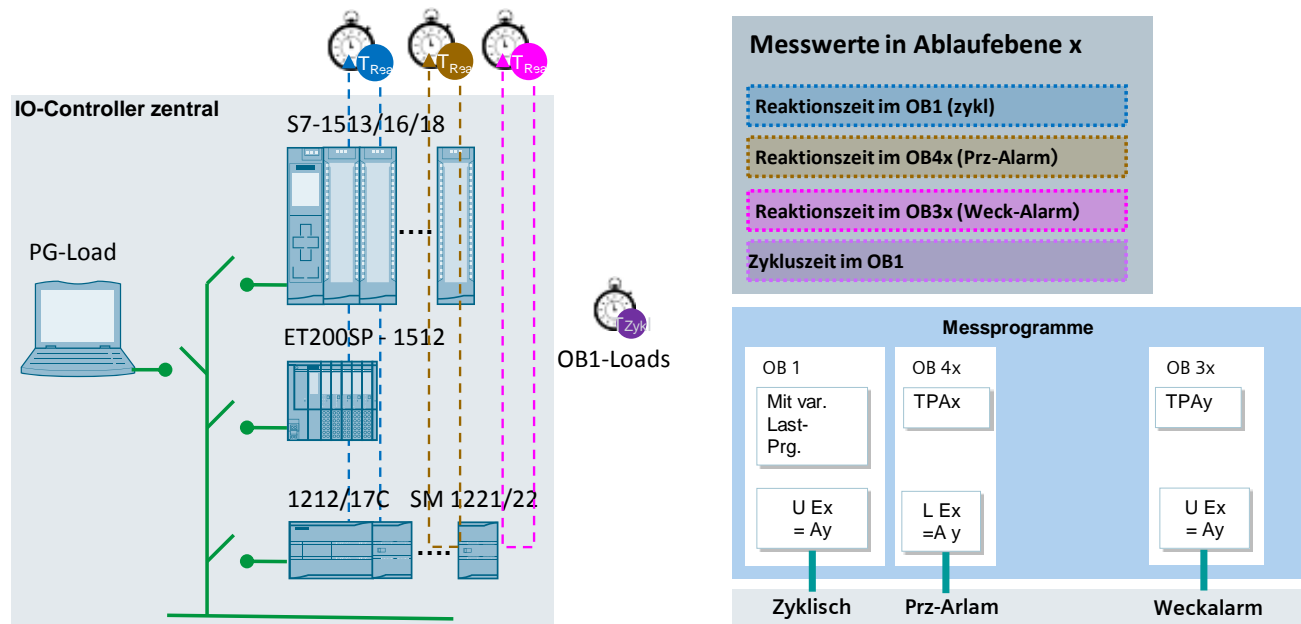 T Rea
T Rea
T Rea
IO-Controller zentral
S7-1513/16/18
....
PG-Load
ET200SP - 1512
1212/17C
SM 1221/22
....
TZykl
OB1-Loads
Messwerte in Ablaufebene x
Reaktionszeit im OB1 (zykl)
Reaktionszeit im OB4x (Prz-Alarm)
Reaktionszeit im OB3x (Weck-Alarm)
Zykluszeit im OB1
Messprogramme
OB 1
Mit var.
Last-
Prg.
U Ex
= Ay
Zyklisch
OB 4x
TPAx
L Ex
=A y
Prz-Arlam
OB 3x
TPAy
U Ex
= Ay
Weckalarm